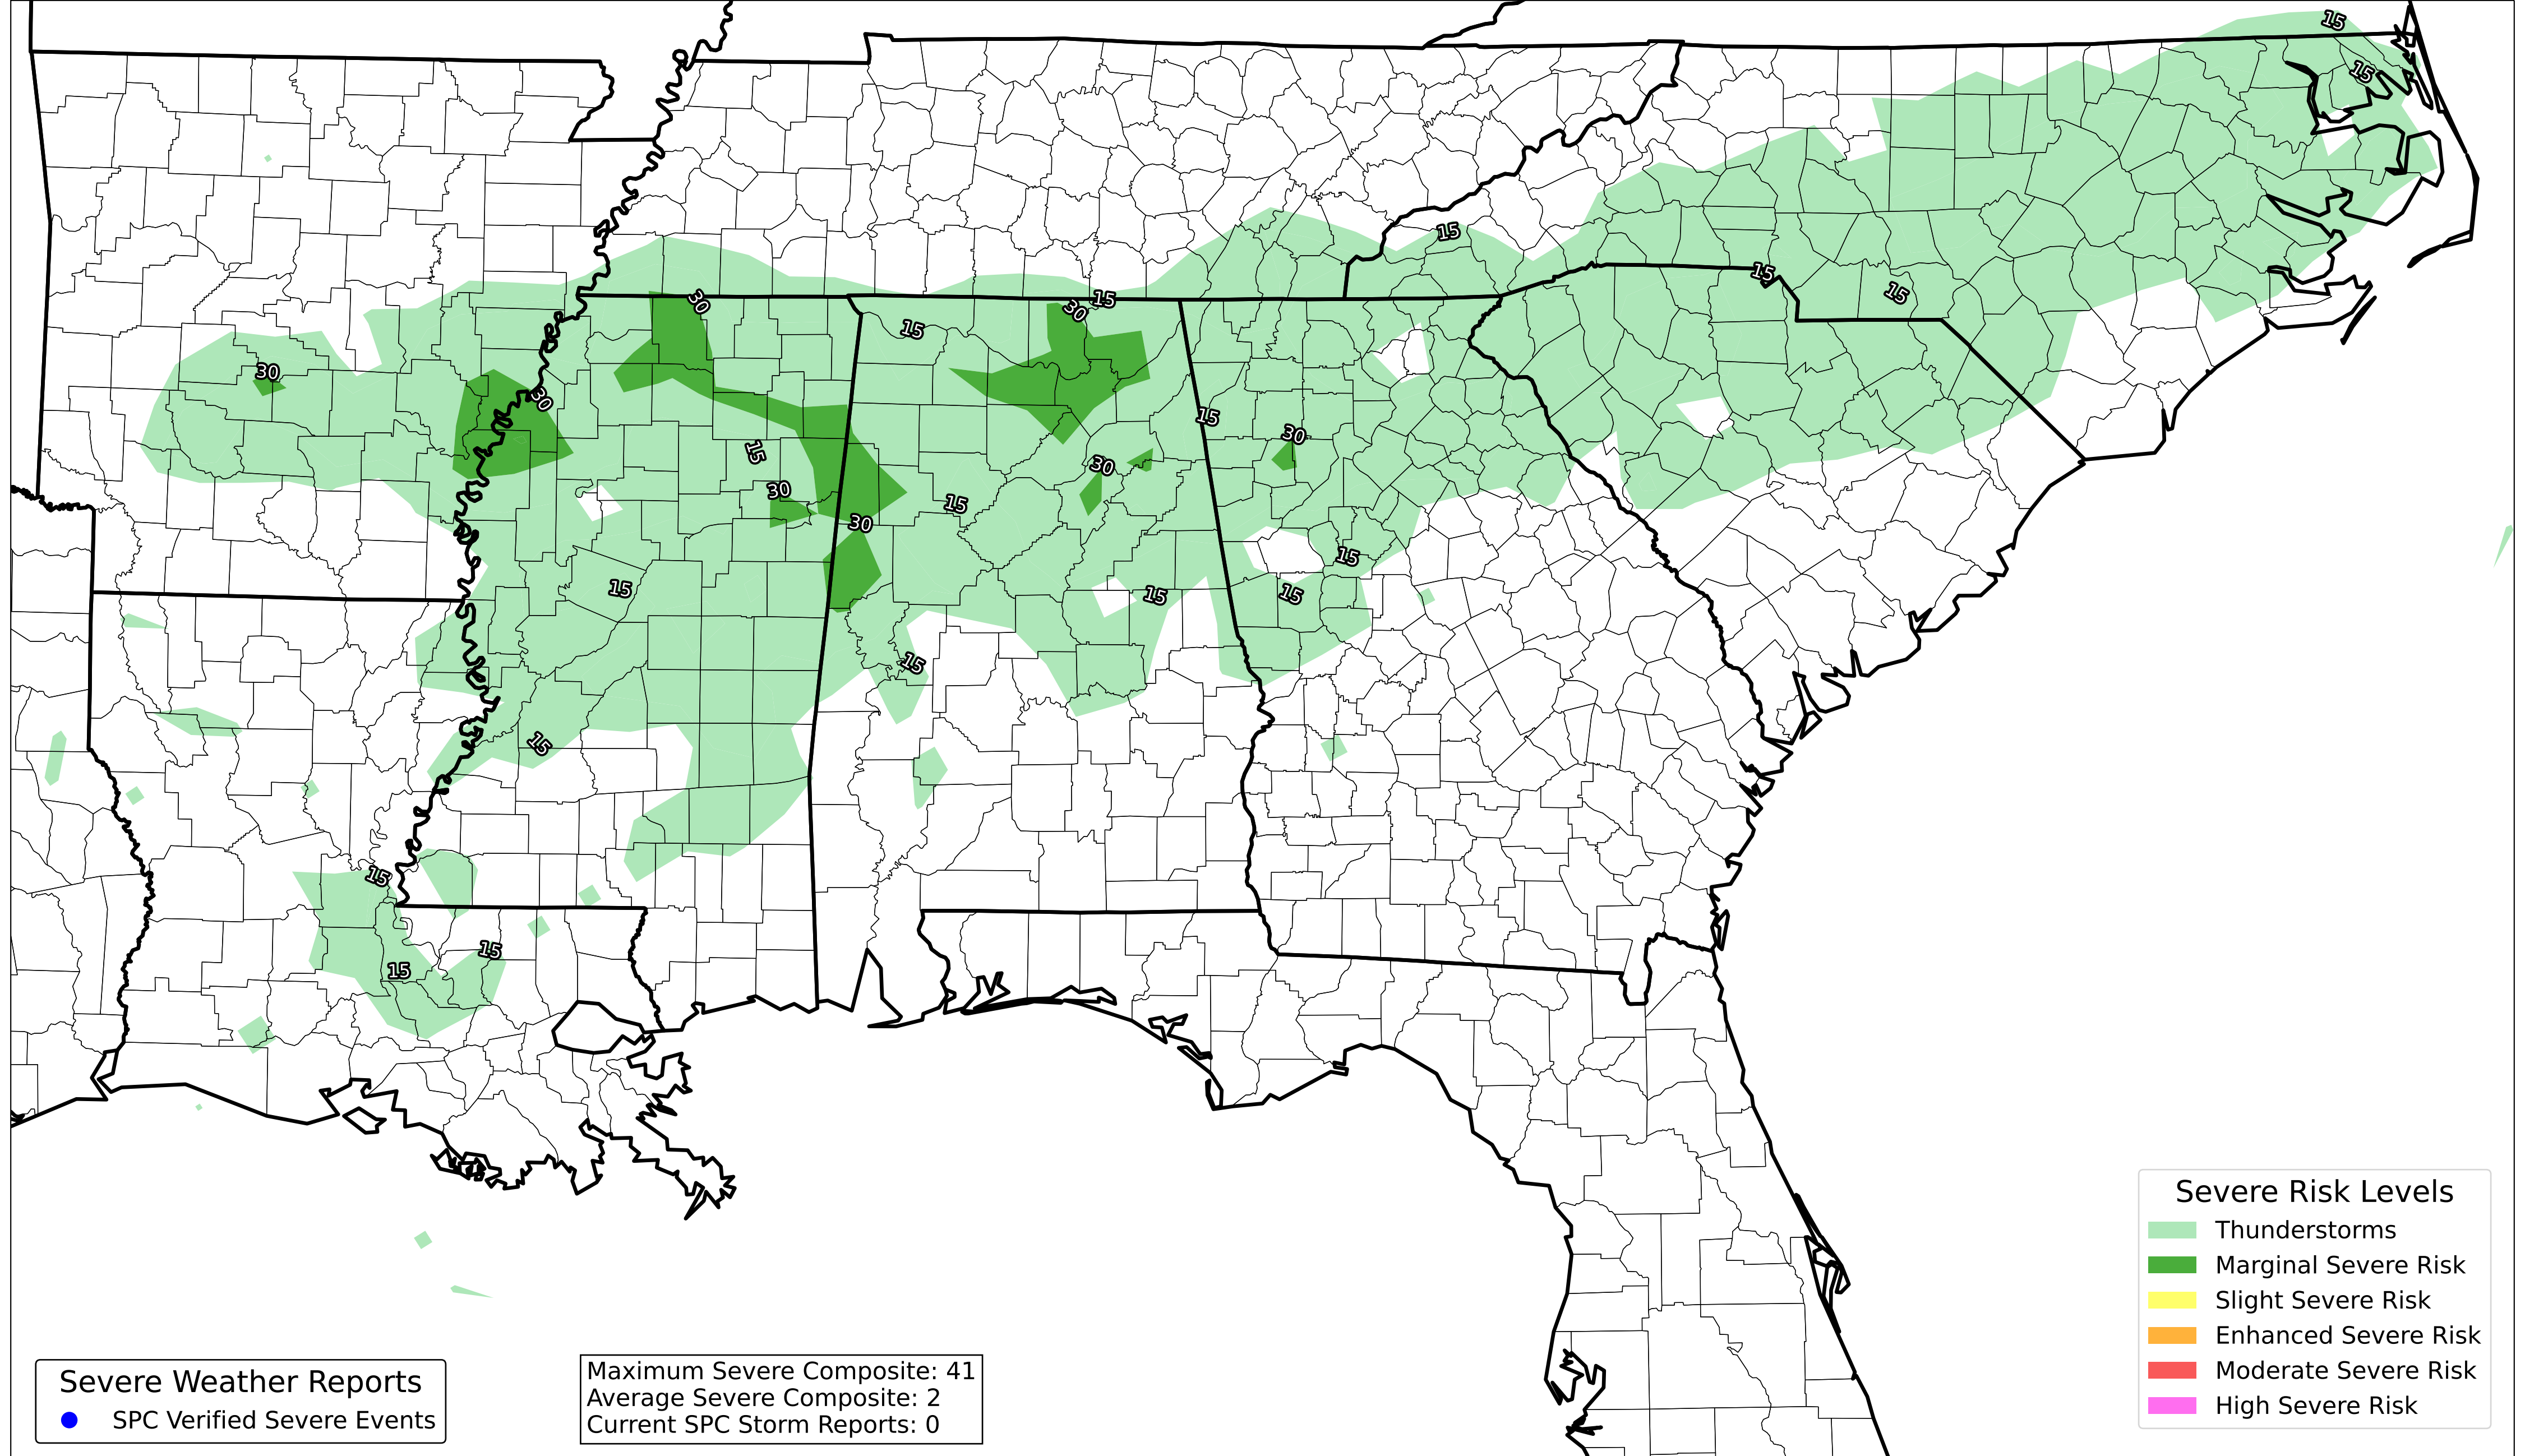 15
15
15
15
15
30
15
30
15
30
15
30
15
30
30
15
30
30
15
30
15
15
15
15
15
15
15
15
15
Severe Risk Levels
Thunderstorms
Marginal Severe Risk
Slight Severe Risk
Enhanced Severe Risk
Moderate Severe Risk
High Severe Risk
Severe Weather Reports
SPC Verified Severe Events
Maximum Severe Composite: 41
Average Severe Composite: 2
Current SPC Storm Reports: 0